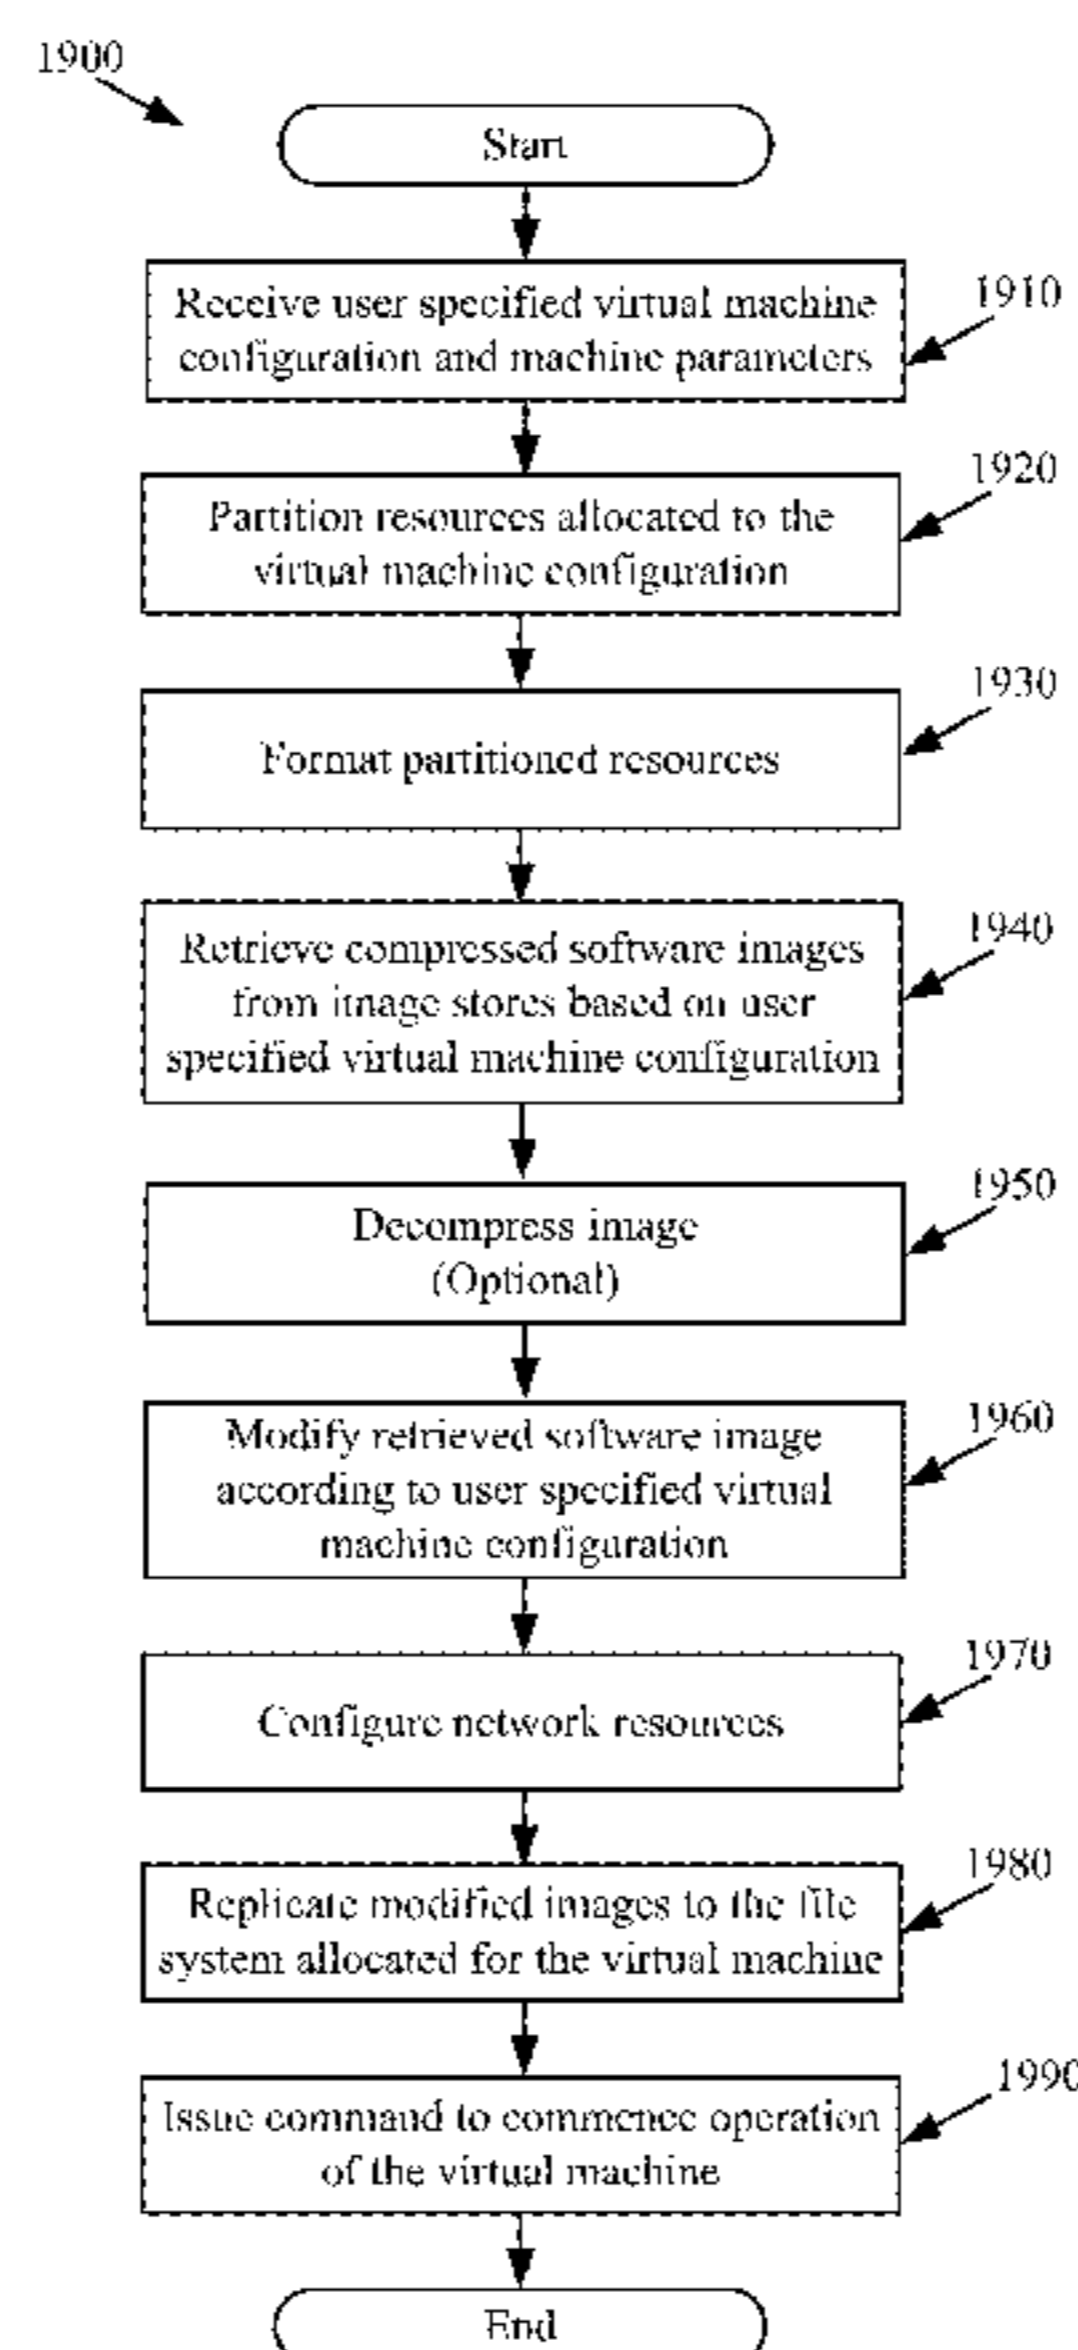 1900
Start
Receive user specified virtual machine
configuration and machine parameters
1910
Partition resources allocated to the
virtual machine configuration
1920
Format partitioned resources
1930
Retrieve compressed software images
from image stores based on user
specified virtual machine configuration
1940
Decompress image
(Optional)
1950
Modify retrieved software image
according to user specified virtual
machine configuration
1960
Configure network resources
1970
Replicate modified images to the file
system allocated for the virtual machine
1980
Issue command to commence operation
of the virtual machine
1990
End